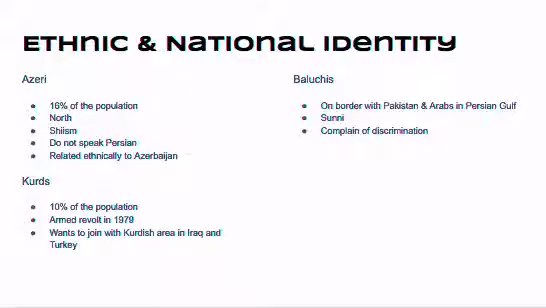 Ethnic & National Identity
Azeri
● 16% of the population
● North
● Shiism
● Do not speak Persian
● Related ethnically to Azerbaijan
Kurds
● 10% of the population
● Armed revolt in 1979
● Wants to join with Kurdish area in Iraq and
Turkey
Baluchis
● On border with Pakistan & Arabs in Persian Gulf
● Sunni
● Complain of discrimination